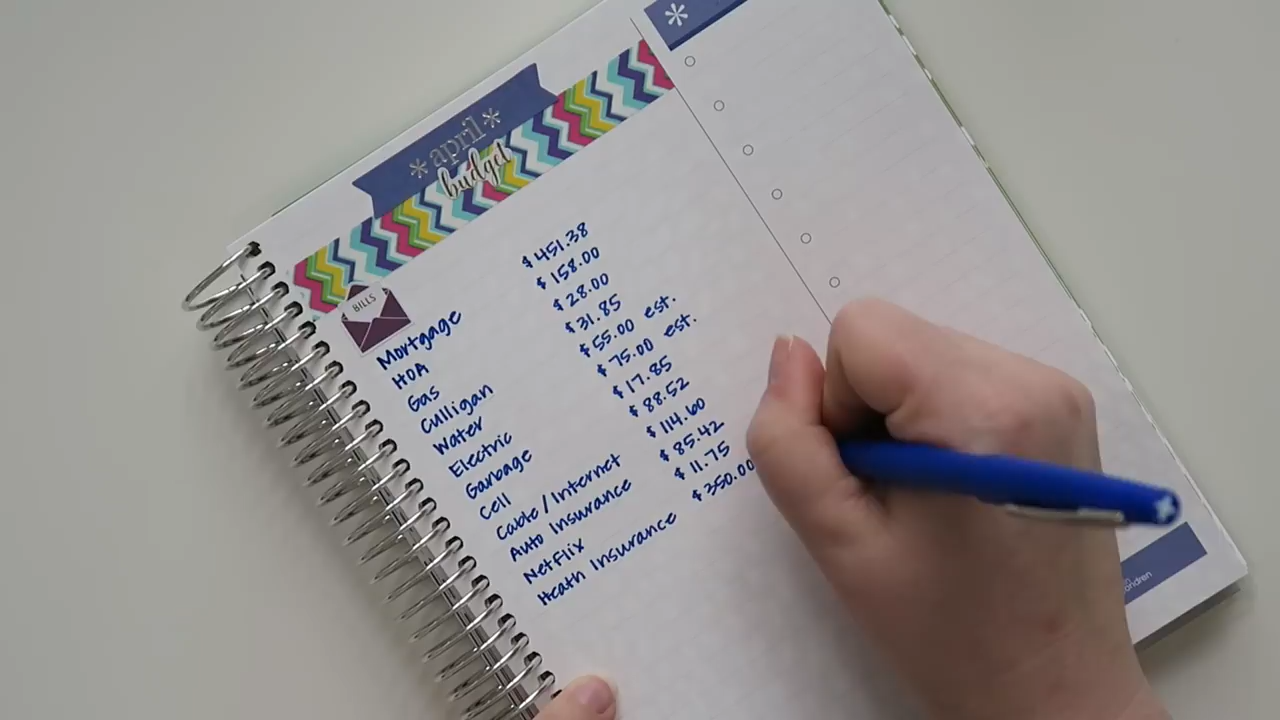 *april*
budget
BILLS
Mortgage $451.38
HOA $158.00
Gas $28.00
Culligan $31.85
Water $55.00 est.
Electric $75.00 est.
Garbage $17.85
Cell $88.52
Cable/Internet $114.60
Auto Insurance $85.42
Netflix $11.75
Heath Insurance $350.00